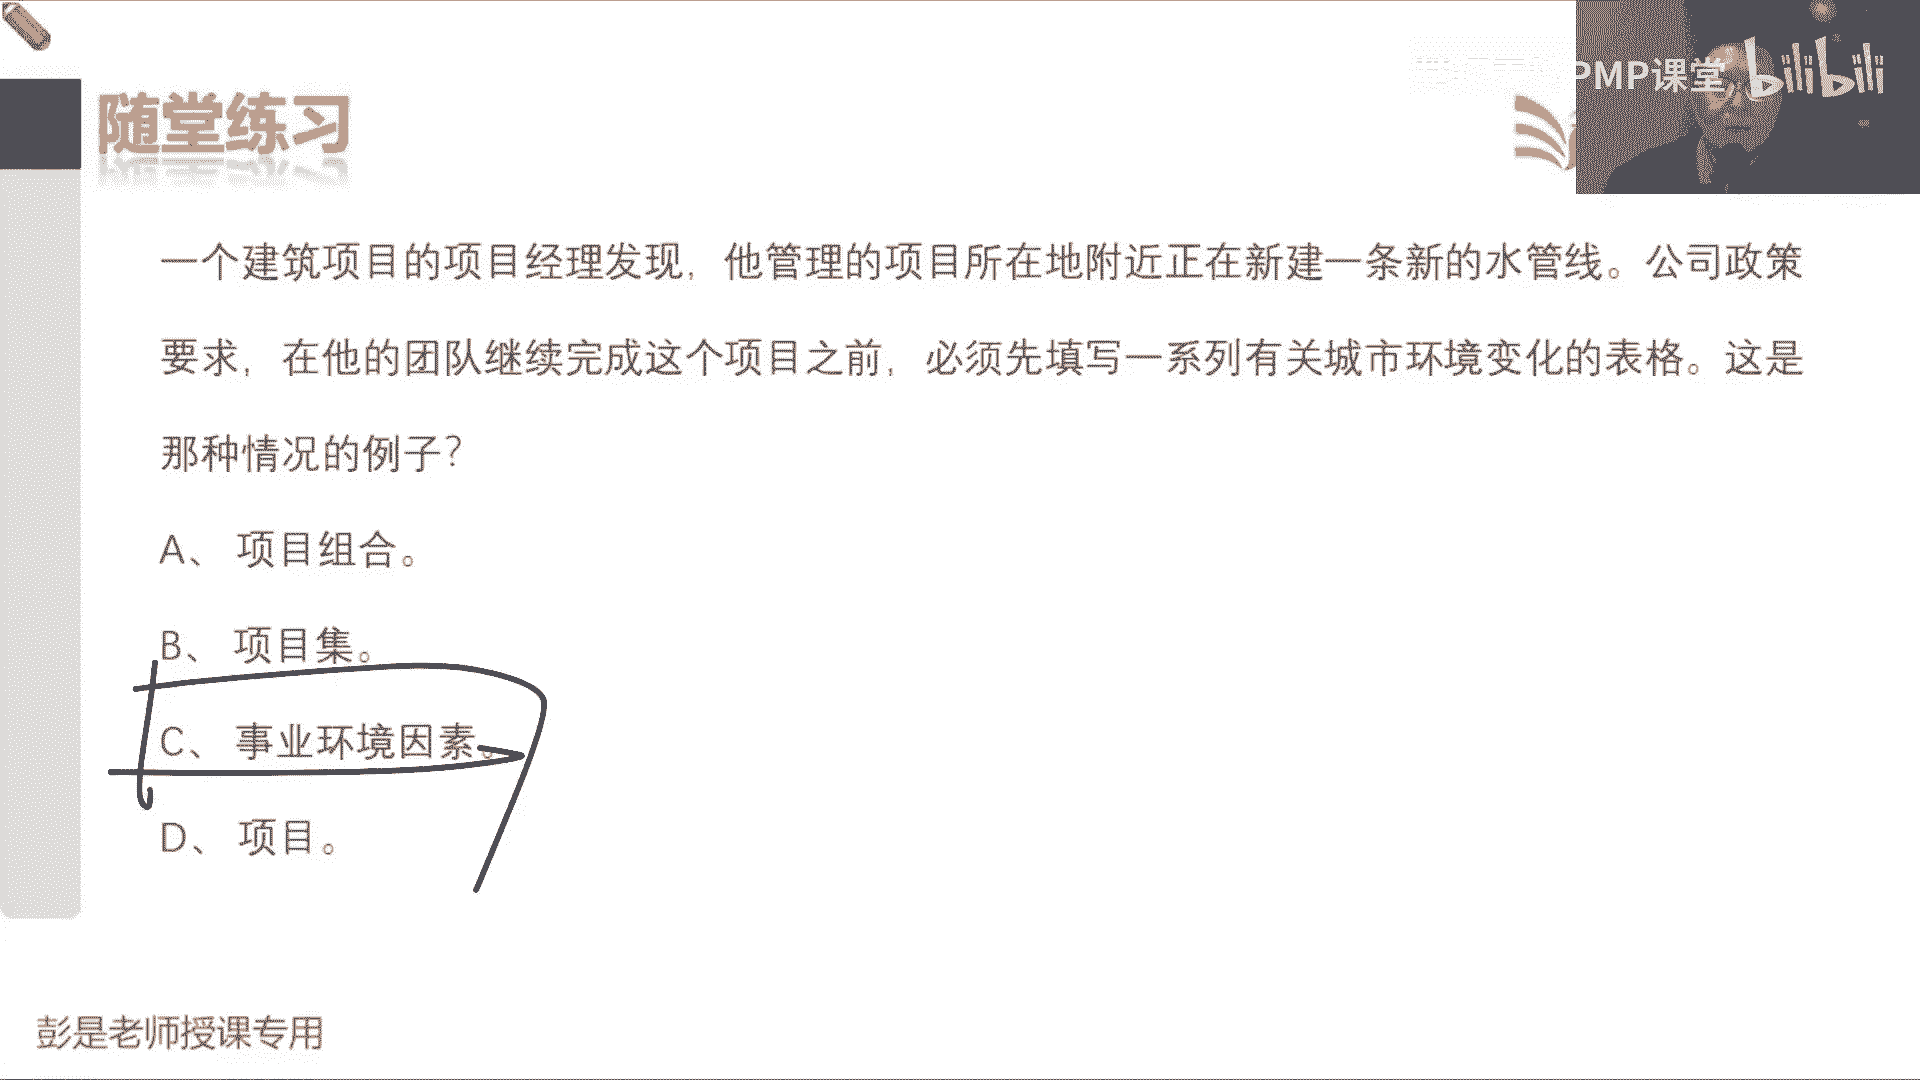 PMP课堂 bilibili
随堂练习
一个建筑项目的项目经理发现，他管理的项目所在地附近正在新建一条新的水管线。公司政策
要求，在他的团队继续完成这个项目之前，必须先填写一系列有关城市环境变化的表格。这是
那种情况的例子？
A、 项目组合。
B、 项目集。
C、 事业环境因素。
D、 项目。
彭是老师授课专用